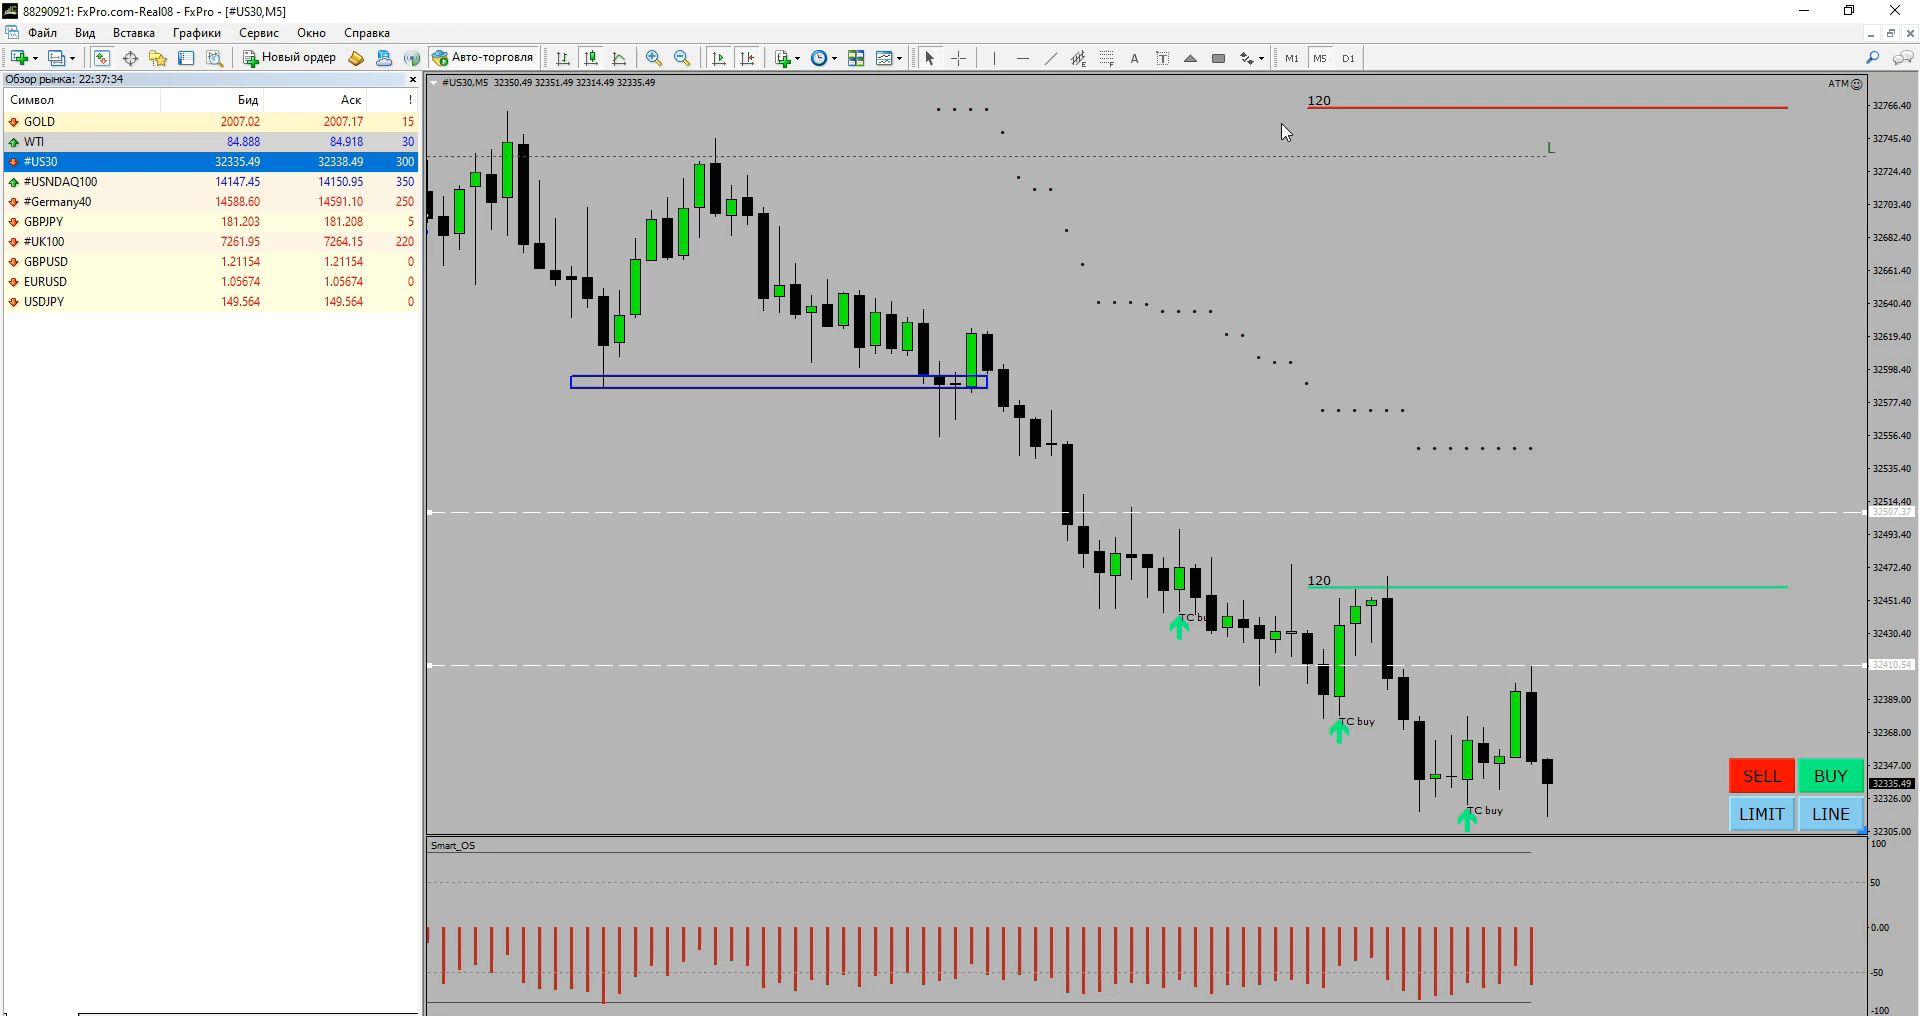 88290921: FxPro.com-Real08 - FxPro - [#US30,M5]
Файл Вид Вставка Графики Сервис Окно Справка
Новый ордер Авто-торговля A T M1 M5 D1
Обзор рынка: 22:37:34
Символ Бид Аск !
GOLD 2007.02 2007.17 15
WTI 84.888 84.918 30
#US30 32335.49 32338.49 300
#USNDAQ100 14147.45 14150.95 350
#Germany40 14588.60 14591.10 250
GBPJPY 181.203 181.208 5
#UK100 7261.95 7264.15 220
GBPUSD 1.21154 1.21154 0
EURUSD 1.05674 1.05674 0
USDJPY 149.564 149.564 0
#US30,M5 32350.49 32351.49 32314.49 32335.49
ATM
120
L
120
TC bu
TC buy
TC buy
32766.40
32745.40
32724.40
32703.40
32682.40
32661.40
32640.40
32619.40
32598.40
32577.40
32556.40
32535.40
32514.40
32507.37
32493.40
32472.40
32451.40
32430.40
32410.54
32389.00
32368.00
32347.00
32335.49
32326.00
32305.00
SELL BUY
LIMIT LINE
Smart_OS
100
50
0.00
-50
-100